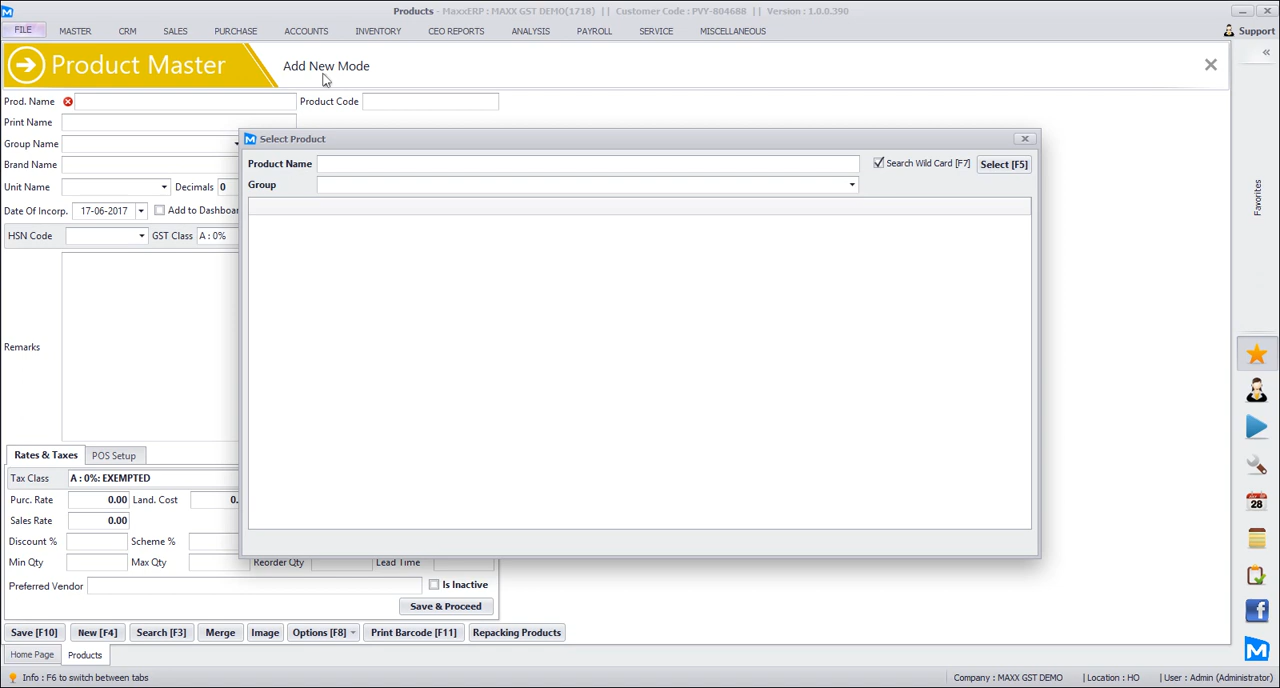 Products - MaxxERP : MAXX GST DEMO(1718) || Customer Code : PVY-804688 || Version : 1.0.0.390
FILE MASTER CRM SALES PURCHASE ACCOUNTS INVENTORY CEO REPORTS ANALYSIS PAYROLL SERVICE MISCELLANEOUS Support
Product Master Add New Mode
Prod. Name Product Code
Print Name
Group Name
Brand Name
Unit Name Decimals 0
Date Of Incorp. 17-06-2017 Add to Dashboar
HSN Code GST Class A : 0%
Remarks
Select Product
Product Name Search Wild Card [F7] Select [F5]
Group
Favorites
28
Rates & Taxes POS Setup
Tax Class A : 0%: EXEMPTED
Purc. Rate 0.00 Land. Cost 0.
Sales Rate 0.00
Discount % Scheme %
Min Qty Max Qty Reorder Qty Lead Time
Preferred Vendor Is Inactive
Save & Proceed
Save [F10] New [F4] Search [F3] Merge Image Options [F8] Print Barcode [F11] Repacking Products
Home Page Products
Info : F6 to switch between tabs Company : MAXX GST DEMO | Location : HO | User : Admin (Administrator)